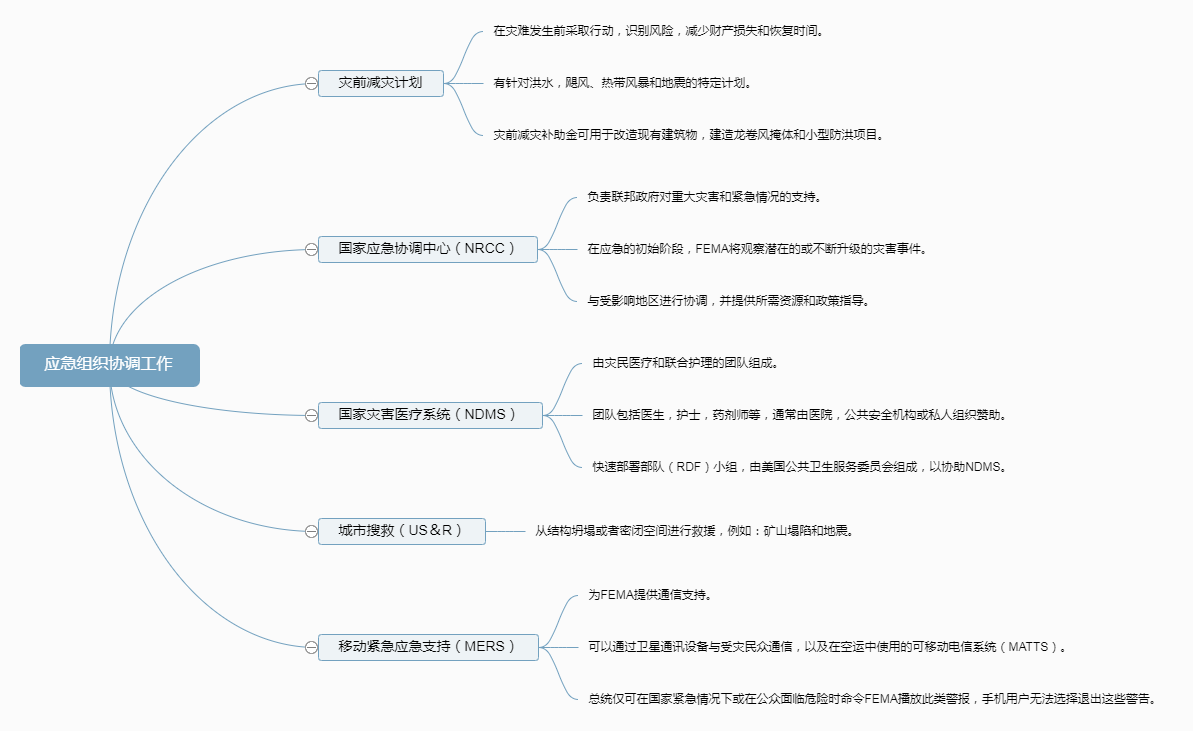 应急组织协调工作
灾前减灾计划
在灾难发生前采取行动，识别风险，减少财产损失和恢复时间。
有针对洪水，飓风、热带风暴和地震的特定计划。
灾前减灾补助金可用于改造现有建筑物，建造龙卷风掩体和小型防洪项目。
国家应急协调中心（NRCC）
负责联邦政府对重大灾害和紧急情况的支持。
在应急的初始阶段，FEMA将观察潜在的或不断升级的灾害事件。
与受影响地区进行协调，并提供所需资源和政策指导。
国家灾害医疗系统（NDMS）
由灾民医疗和联合护理的团队组成。
团队包括医生，护士，药剂师等，通常由医院，公共安全机构或私人组织赞助。
快速部署部队（RDF）小组，由美国公共卫生服务委员会组成，以协助NDMS。
城市搜救（US＆R）
从结构坍塌或者密闭空间进行救援，例如：矿山塌陷和地震。
移动紧急应急支持（MERS）
为FEMA提供通信支持。
可以通过卫星通讯设备与受灾民众通信，以及在空运中使用的可移动电信系统（MATTS）。
总统仅可在国家紧急情况下或在公众面临危险时命令FEMA播放此类警报，手机用户无法选择退出这些警告。